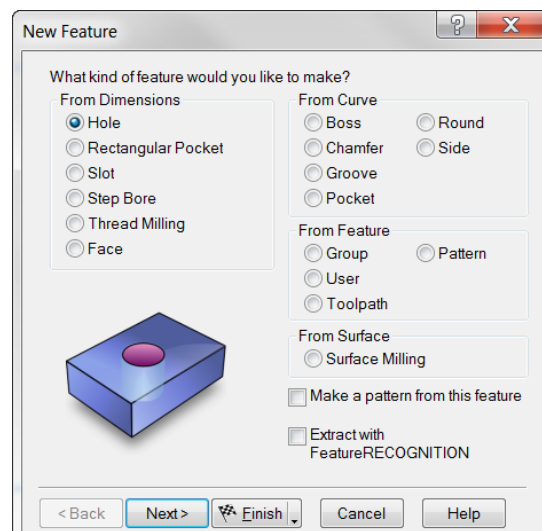 New Feature
What kind of feature would you like to make?
From Dimensions
Hole
Rectangular Pocket
Slot
Step Bore
Thread Milling
Face
From Curve
Boss
Round
Chamfer
Side
Groove
Pocket
From Feature
Group
Pattern
User
Toolpath
From Surface
Surface Milling
Make a pattern from this feature
Extract with
FeatureRECOGNITION
< Back
Next >
Finish
Cancel
Help